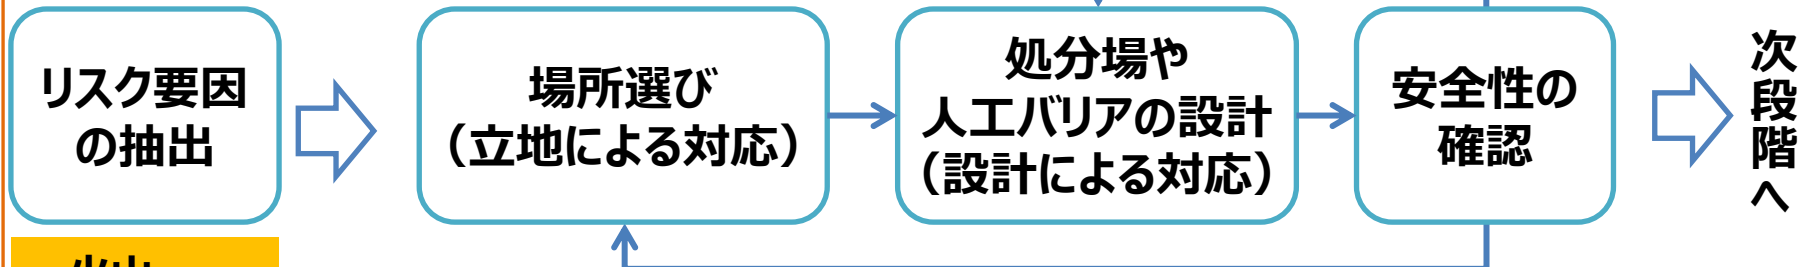 リスク要因
の抽出
場所選び
（立地による対応）
処分場や
人工バリアの設計
（設計による対応）
安全性の
確認
次段階へ